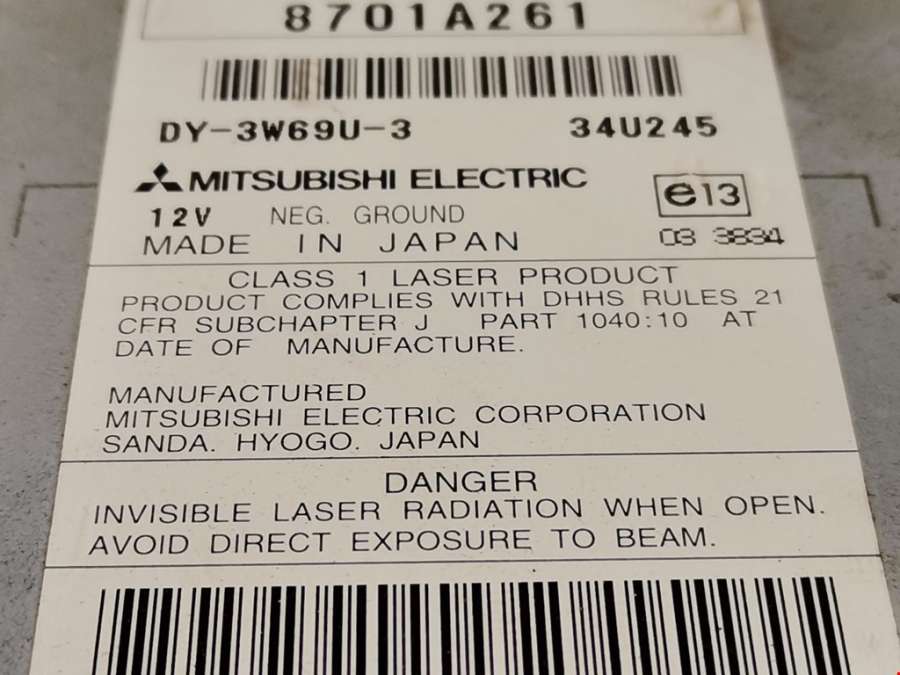 8701A261
DY-3W69U-3 34U245
MITSUBISHI ELECTRIC
e13
12V NEG. GROUND
MADE IN JAPAN 03 3834
CLASS 1 LASER PRODUCT
PRODUCT COMPLIES WITH DHHS RULES 21
CFR SUBCHAPTER J PART 1040:10 AT
DATE OF MANUFACTURE.
MANUFACTURED
MITSUBISHI ELECTRIC CORPORATION
SANDA. HYOGO. JAPAN
DANGER
INVISIBLE LASER RADIATION WHEN OPEN.
AVOID DIRECT EXPOSURE TO BEAM.